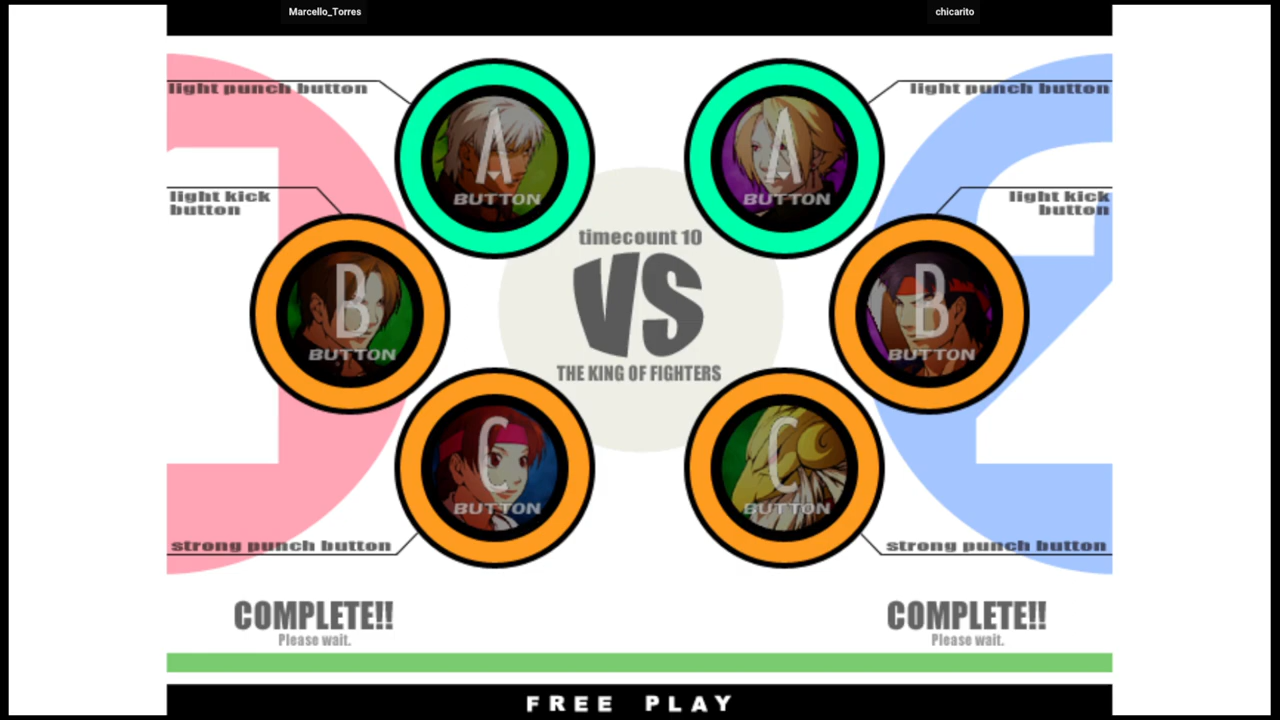 Marcello_Torres
chicarito
light punch button
light punch button
A
BUTTON
A
BUTTON
light kick
button
light kick
button
timecount 10
VS
THE KING OF FIGHTERS
B
BUTTON
B
BUTTON
C
BUTTON
C
BUTTON
strong punch button
strong punch button
COMPLETE!!
Please wait.
COMPLETE!!
Please wait.
FREE PLAY